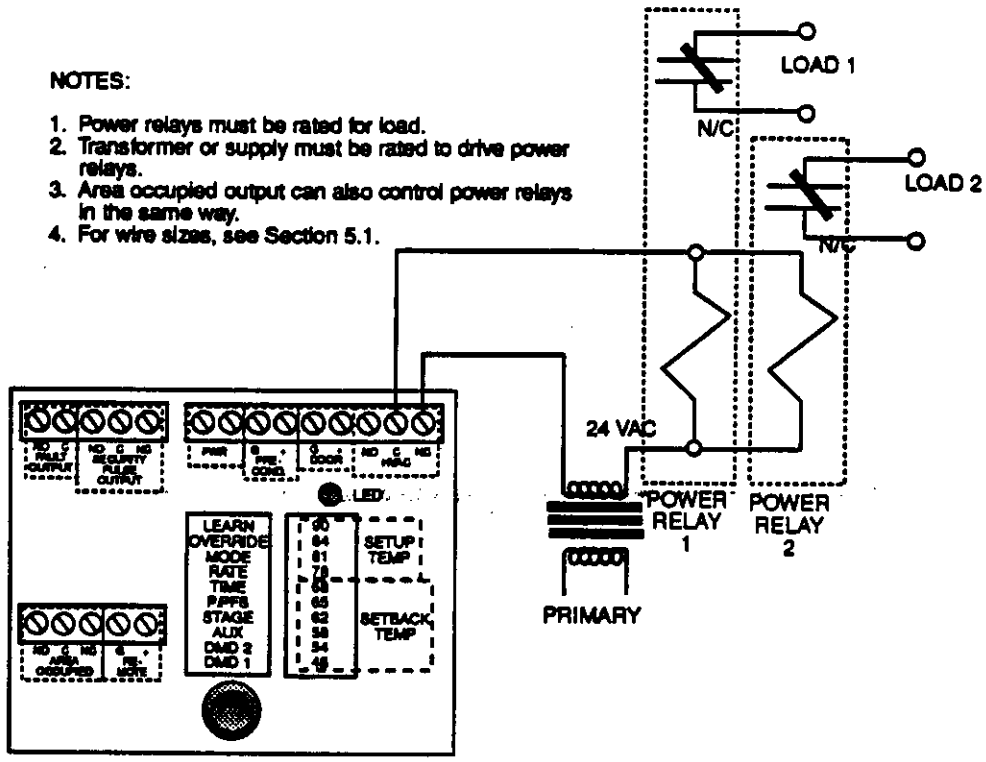 NOTES:
1. Power relays must be rated for load.
2. Transformer or supply must be rated to drive power
relays.
3. Area occupied output can also control power relays
in the same way.
4. For wire sizes, see Section 5.1.
LOAD 1
N/C
LOAD 2
N/C
24 VAC
POWER
RELAY
1
POWER
RELAY
2
PRIMARY
NO C
FAULT
OUTPUT
NO C NC
SECURITY
PULSE
OUTPUT
PWR
G +
PRE-
COND.
G +
DOOR
NO C NC
HVAC
LED
LEARN
OVERRIDE
MODE
RATE
TIME
P/PFB
STAGE
AUX
DMD 2
DMD 1
90
84
81
78
68
65
62
58
54
SETUP
TEMP
SETBACK
TEMP
NO C NC
AREA
OCCUPIED
G +
RE-
MOTE